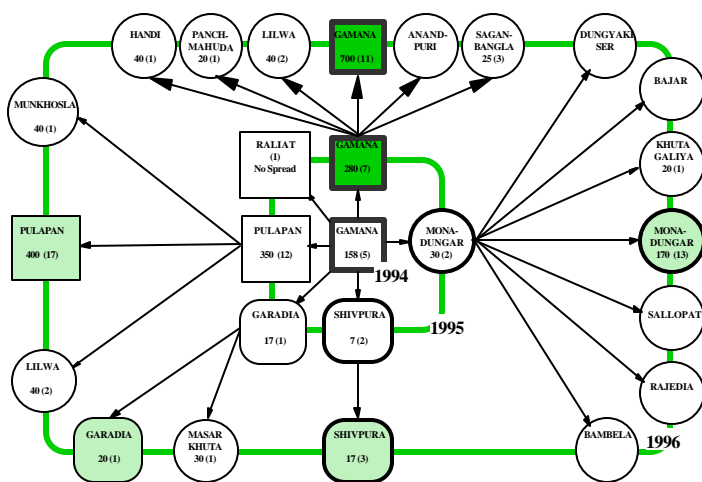 HANDI
40 (1)
PANCH-
MAHUDA
20 (1)
LILWA
40 (2)
GAMANA
700 (11)
ANAND-
PURI
SAGAN-
BANGLA
25 (3)
DUNGYAKI
SER
BAJAR
MUNKHOSLA
40 (1)
RALIAT
(1)
No Spread
GAMANA
280 (7)
KHUTA
GALIYA
20 (1)
PULAPAN
400 (17)
PULAPAN
350 (12)
GAMANA
158 (5)
1994
MONA-
DUNGAR
30 (2)
MONA-
DUNGAR
170 (13)
GARADIA
17 (1)
SHIVPURA
7 (2)
1995
SALLOPAT
LILWA
40 (2)
RAJEDIA
GARADIA
20 (1)
MASAR
KHUTA
30 (1)
SHIVPURA
17 (3)
BAMBELA
1996